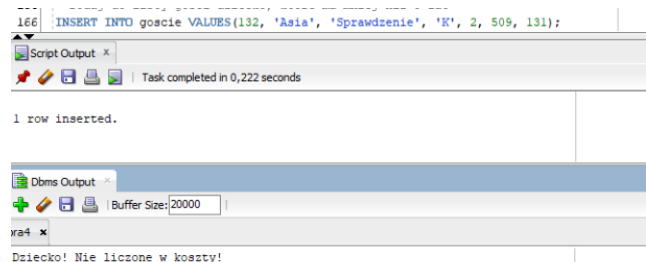 166 INSERT INTO goscie VALUES(132, 'Asia', 'Sprawdzenie', 'K', 2, 509, 131);
Script Output x
Task completed in 0,222 seconds
1 row inserted.
Dbms Output x
Buffer Size: 20000
ora4 x
Dziecko! Nie liczone w koszty!